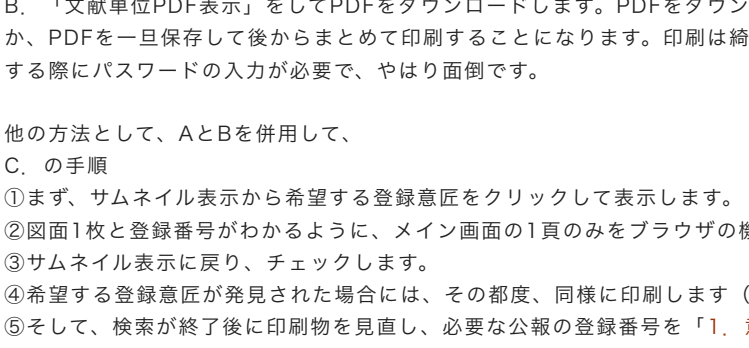 B．「文献単位PDF表示」をしてPDFをダウンロードします。PDFをダウン
か、PDFを一旦保存して後からまとめて印刷することになります。印刷は綺
する際にパスワードの入力が必要で、やはり面倒です。
他の方法として、AとBを併用して、
C．の手順
①まず、サムネイル表示から希望する登録意匠をクリックして表示します。
②図面1枚と登録番号がわかるように、メイン画面の1頁のみをブラウザの機
③サムネイル表示に戻り、チェックします。
④希望する登録意匠が発見された場合には、その都度、同様に印刷します（
⑤そして、検索が終了後に印刷物を見直し、必要な公報の登録番号を「1．意